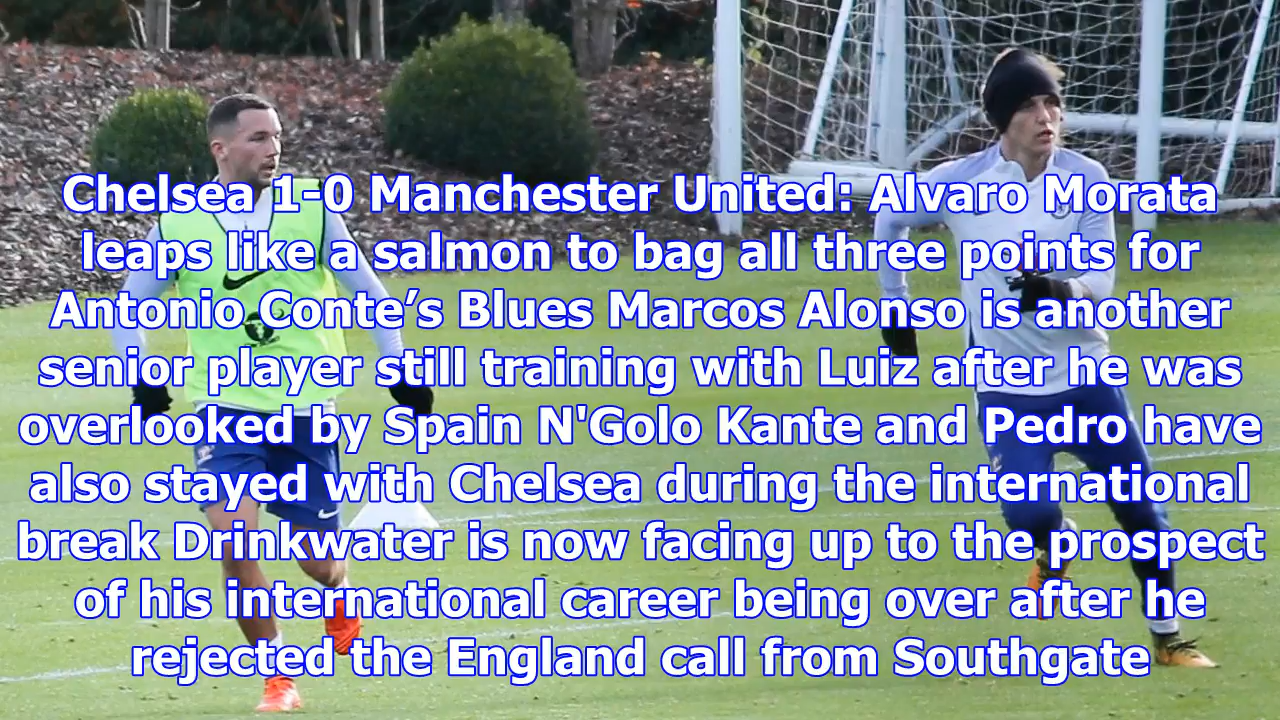 Chelsea 1-0 Manchester United: Alvaro Morata
leaps like a salmon to bag all three points for
Antonio Conte’s Blues Marcos Alonso is another
senior player still training with Luiz after he was
overlooked by Spain N'Golo Kante and Pedro have
also stayed with Chelsea during the international
break Drinkwater is now facing up to the prospect
of his international career being over after he
rejected the England call from Southgate